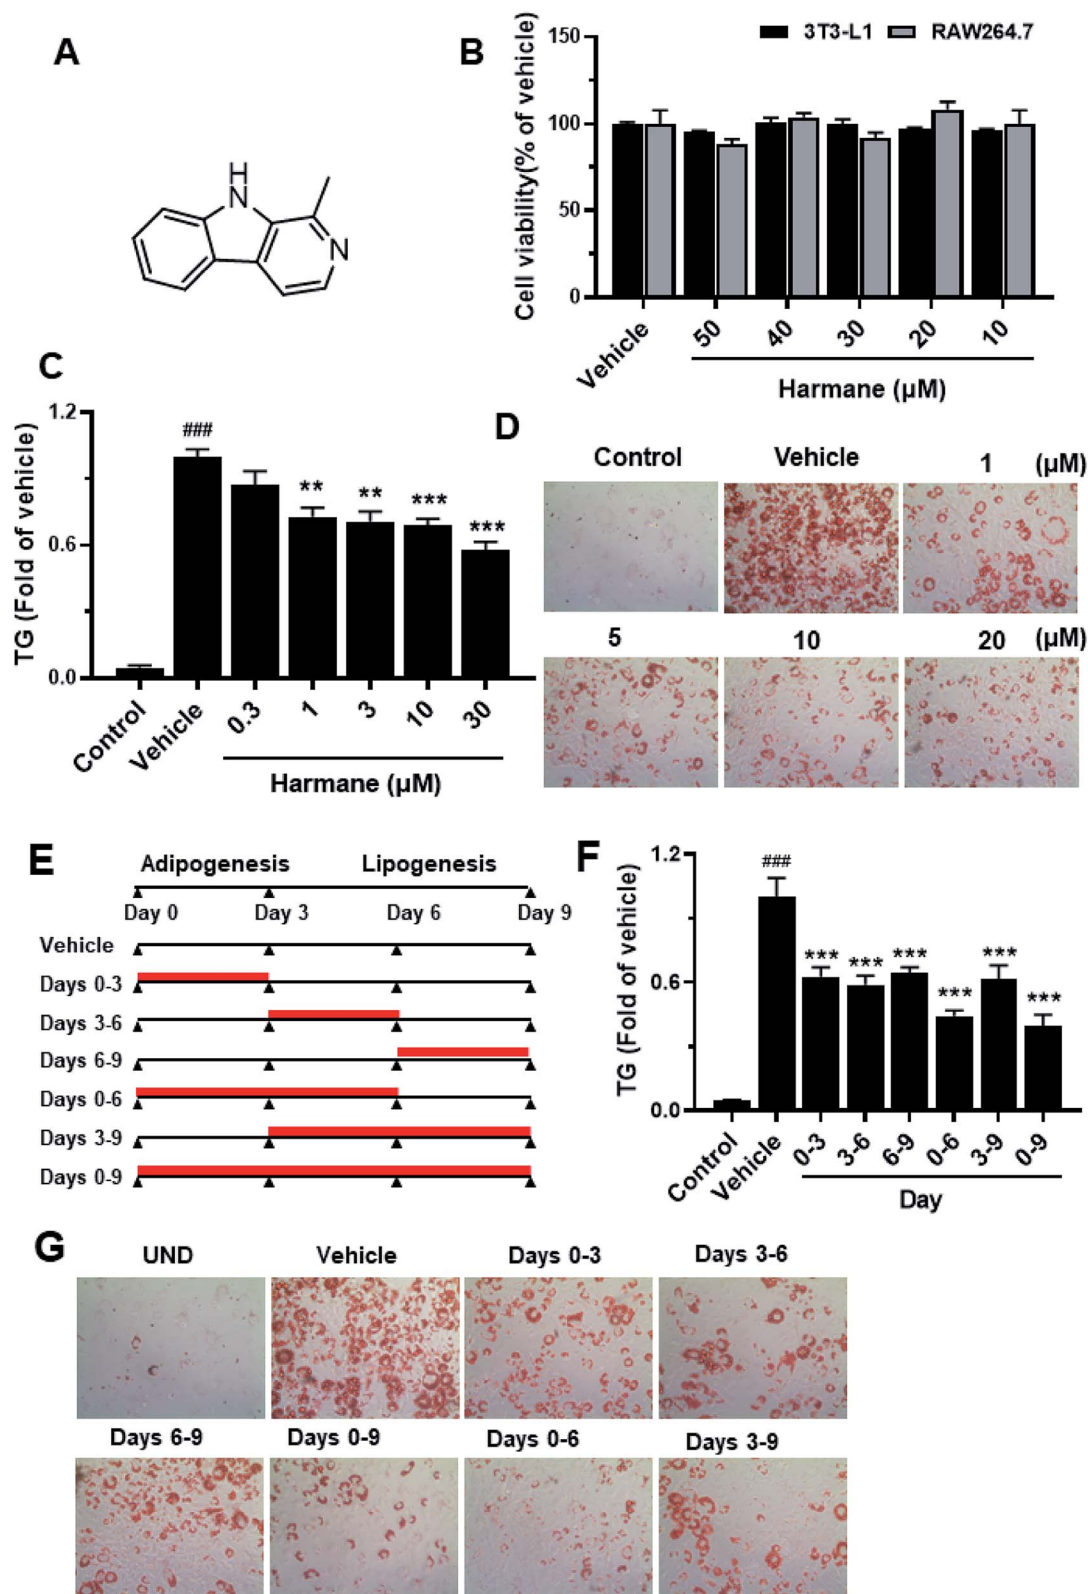 A
H
N
N
B
3T3-L1 RAW264.7
Cell viability(% of vehicle)
150
100
50
0
Vehicle 50 40 30 20 10
Harmane (μM)
C
TG (Fold of vehicle)
1.2
0.6
0.0
###
** ** *** ***
Control Vehicle 0.3 1 3 10 30
Harmane (μM)
D
Control Vehicle 1 (μM)
5 10 20 (μM)
E
Adipogenesis Lipogenesis
Day 0 Day 3 Day 6 Day 9
Vehicle
Days 0-3
Days 3-6
Days 6-9
Days 0-6
Days 3-9
Days 0-9
F
TG (Fold of vehicle)
1.2
0.6
0.0
###
*** *** *** *** *** ***
Control Vehicle 0-3 3-6 6-9 0-6 3-9 0-9
Day
G
UND Vehicle Days 0-3 Days 3-6
Days 6-9 Days 0-9 Days 0-6 Days 3-9